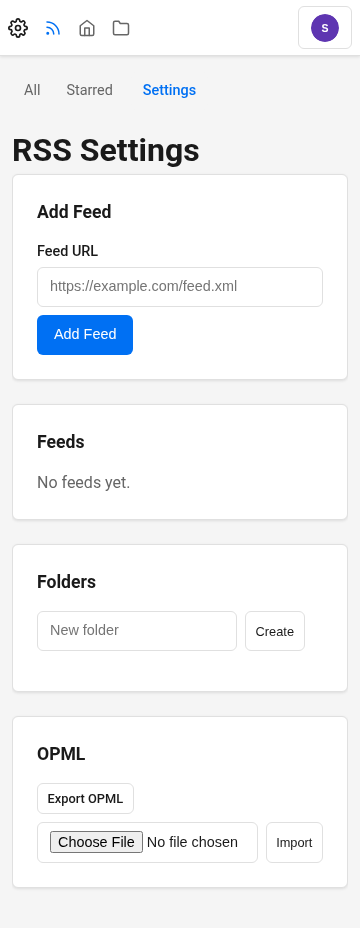 S
All Starred Settings
RSS Settings
Add Feed
Feed URL
https://example.com/feed.xml
Add Feed
Feeds
No feeds yet.
Folders
New folder Create
OPML
Export OPML
Choose File No file chosen Import